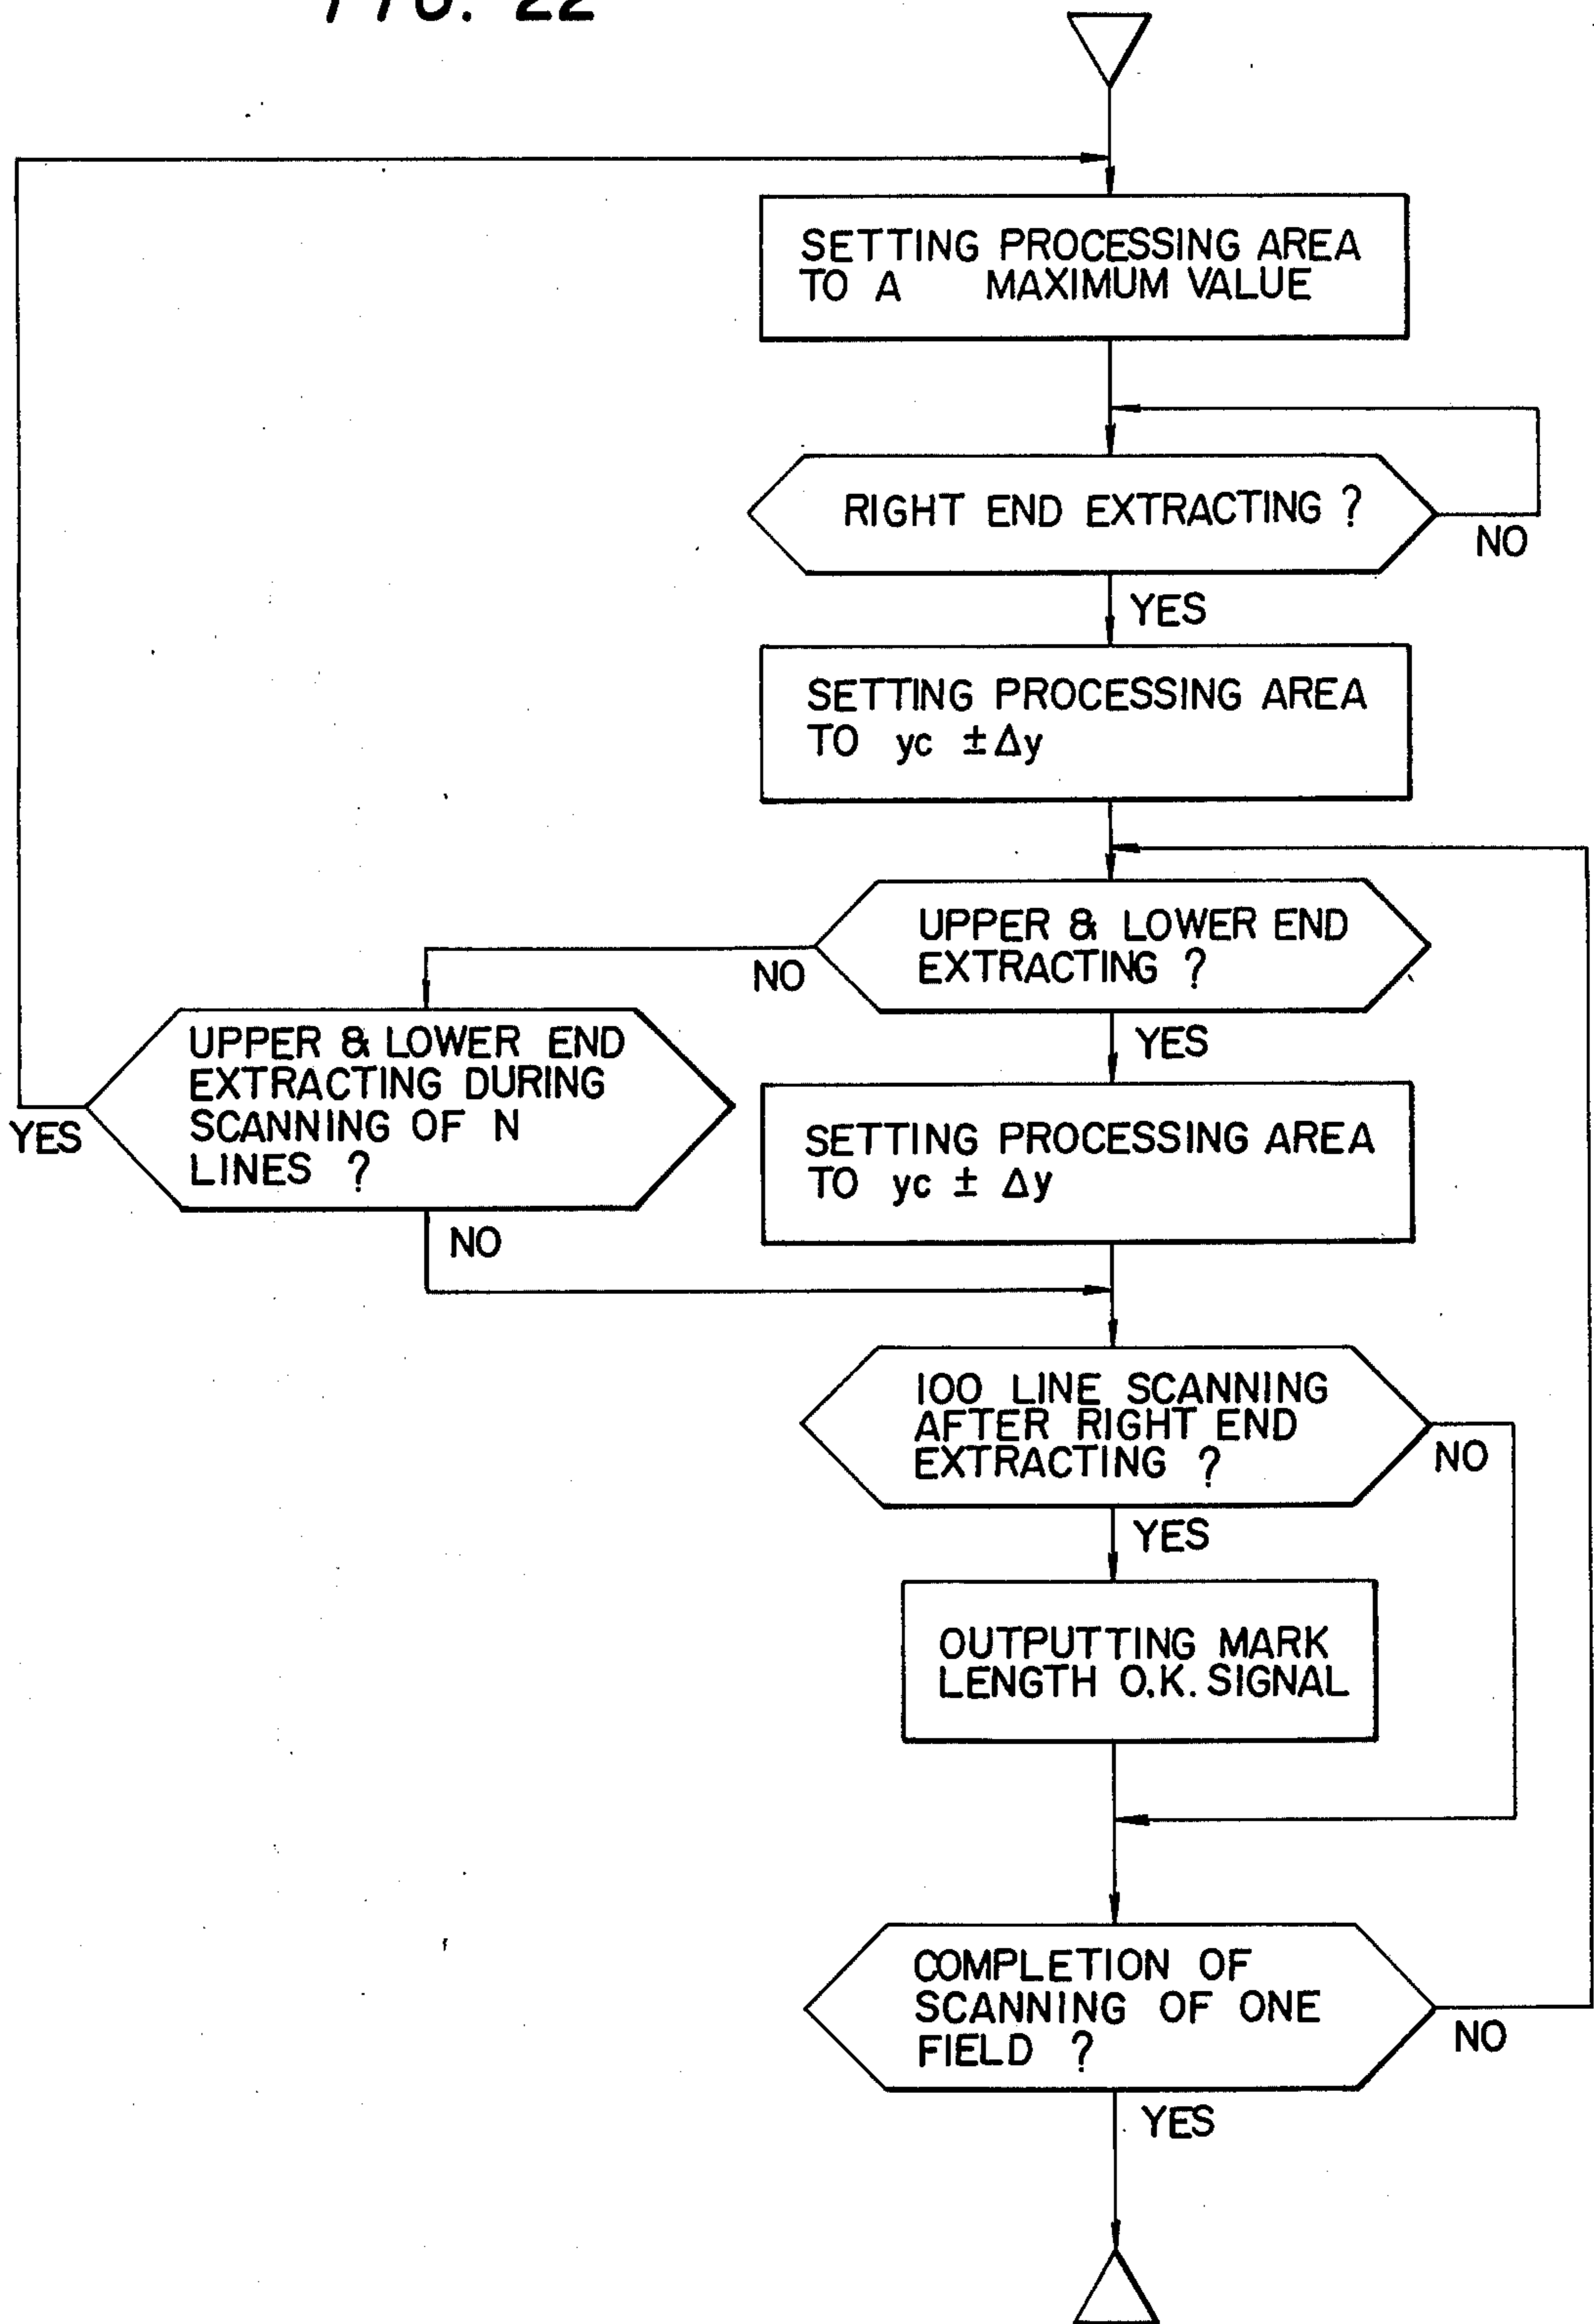 FIG. 22
SETTING PROCESSING AREA
TO A MAXIMUM VALUE
RIGHT END EXTRACTING ?
NO
YES
SETTING PROCESSING AREA
TO yc ±Δy
UPPER & LOWER END
EXTRACTING ?
NO
YES
UPPER & LOWER END
EXTRACTING DURING
SCANNING OF N
LINES ?
YES
NO
SETTING PROCESSING AREA
TO yc ± Δy
100 LINE SCANNING
AFTER RIGHT END
EXTRACTING ?
NO
YES
OUTPUTTING MARK
LENGTH O.K. SIGNAL
COMPLETION OF
SCANNING OF ONE
FIELD ?
NO
YES